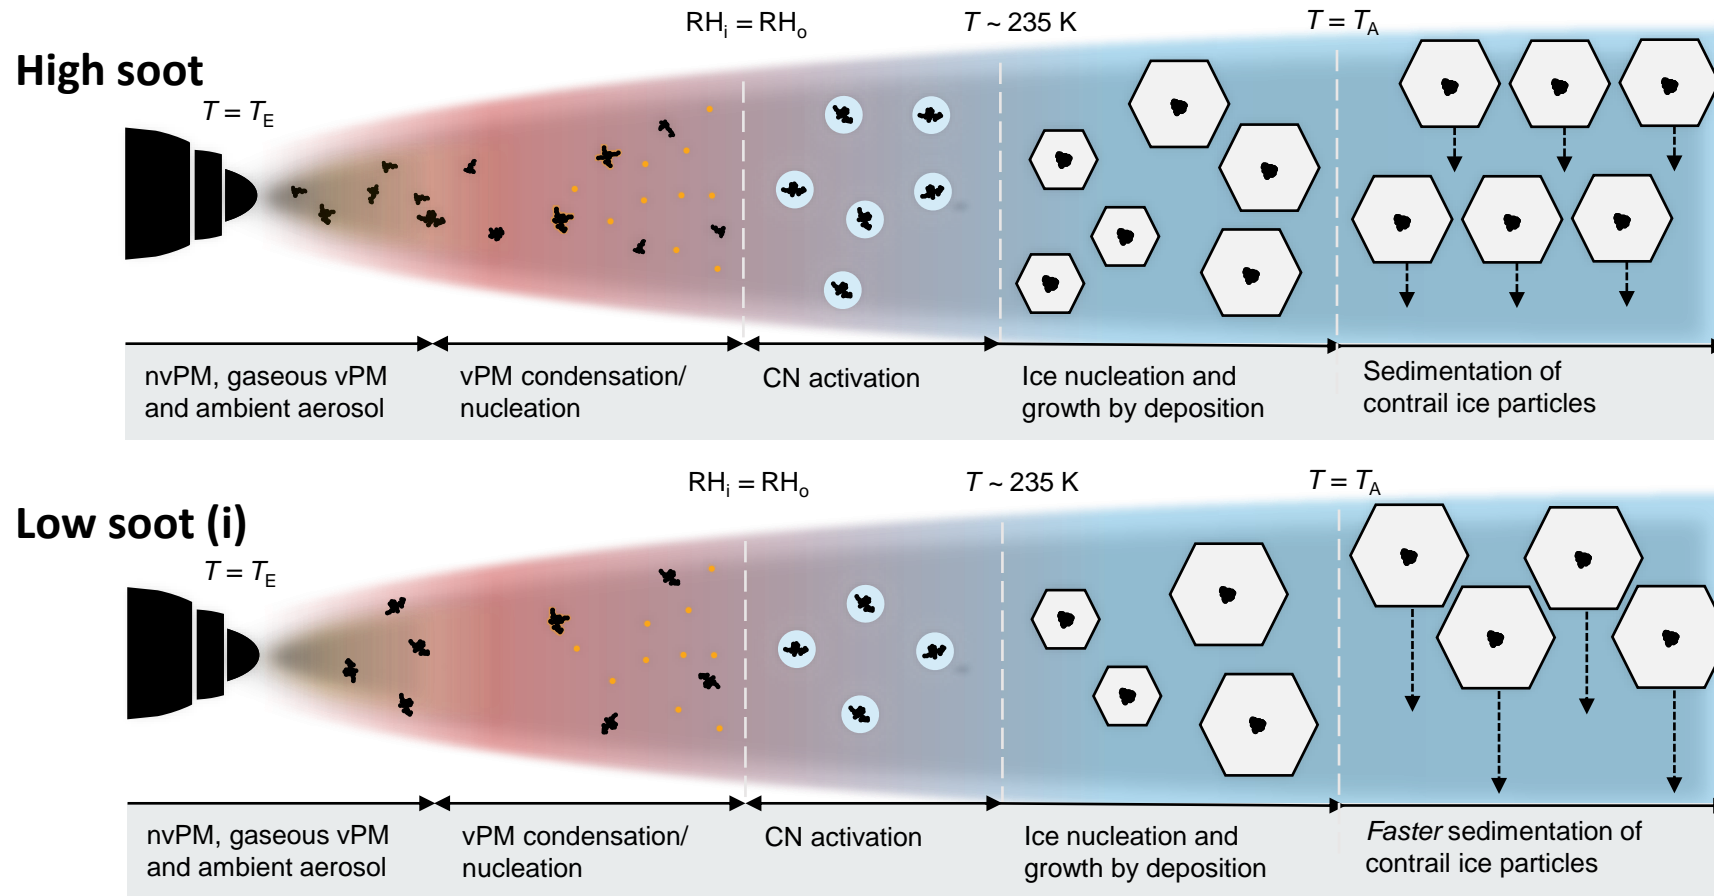 RHi = RHo
T ~ 235 K
T = TA
High soot
T = TE
nvPM, gaseous vPM
and ambient aerosol
vPM condensation/
nucleation
CN activation
Ice nucleation and
growth by deposition
Sedimentation of
contrail ice particles
RHi = RHo
T ~ 235 K
T = TA
Low soot (i)
T = TE
nvPM, gaseous vPM
and ambient aerosol
vPM condensation/
nucleation
CN activation
Ice nucleation and
growth by deposition
Faster sedimentation of
contrail ice particles